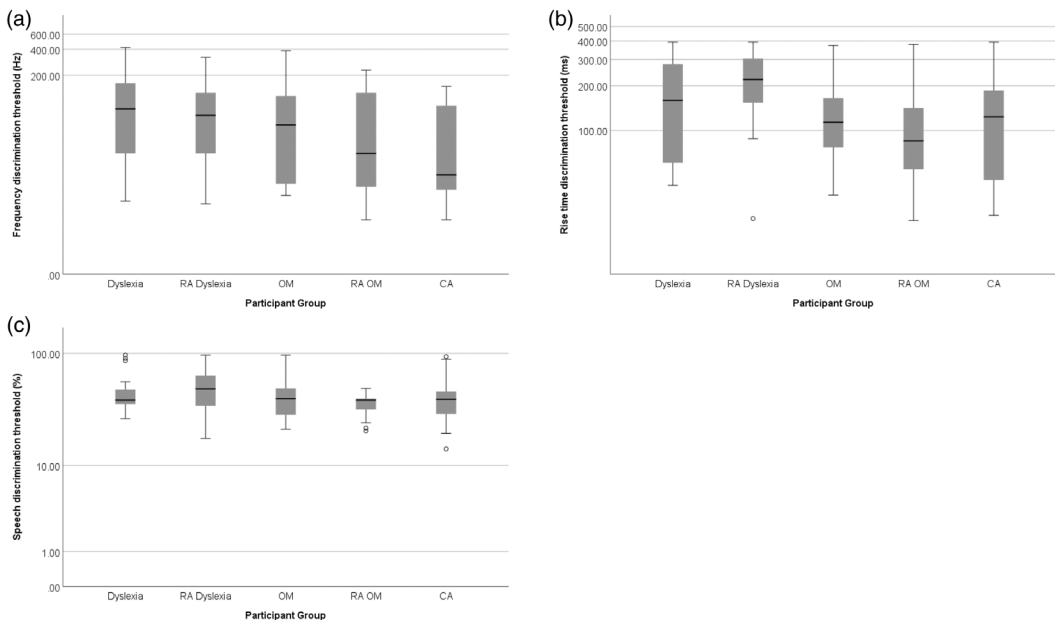 (a)
Frequency discrimination threshold (Hz)
600.00
400.00
200.00
.00
Dyslexia RA Dyslexia OM RA OM CA
Participant Group
(b)
Rise time discrimination threshold (ms)
500.00
400.00
300.00
200.00
100.00
Dyslexia RA Dyslexia OM RA OM CA
Participant Group
(c)
Speech discrimination threshold (%)
100.00
10.00
1.00
.00
Dyslexia RA Dyslexia OM RA OM CA
Participant Group